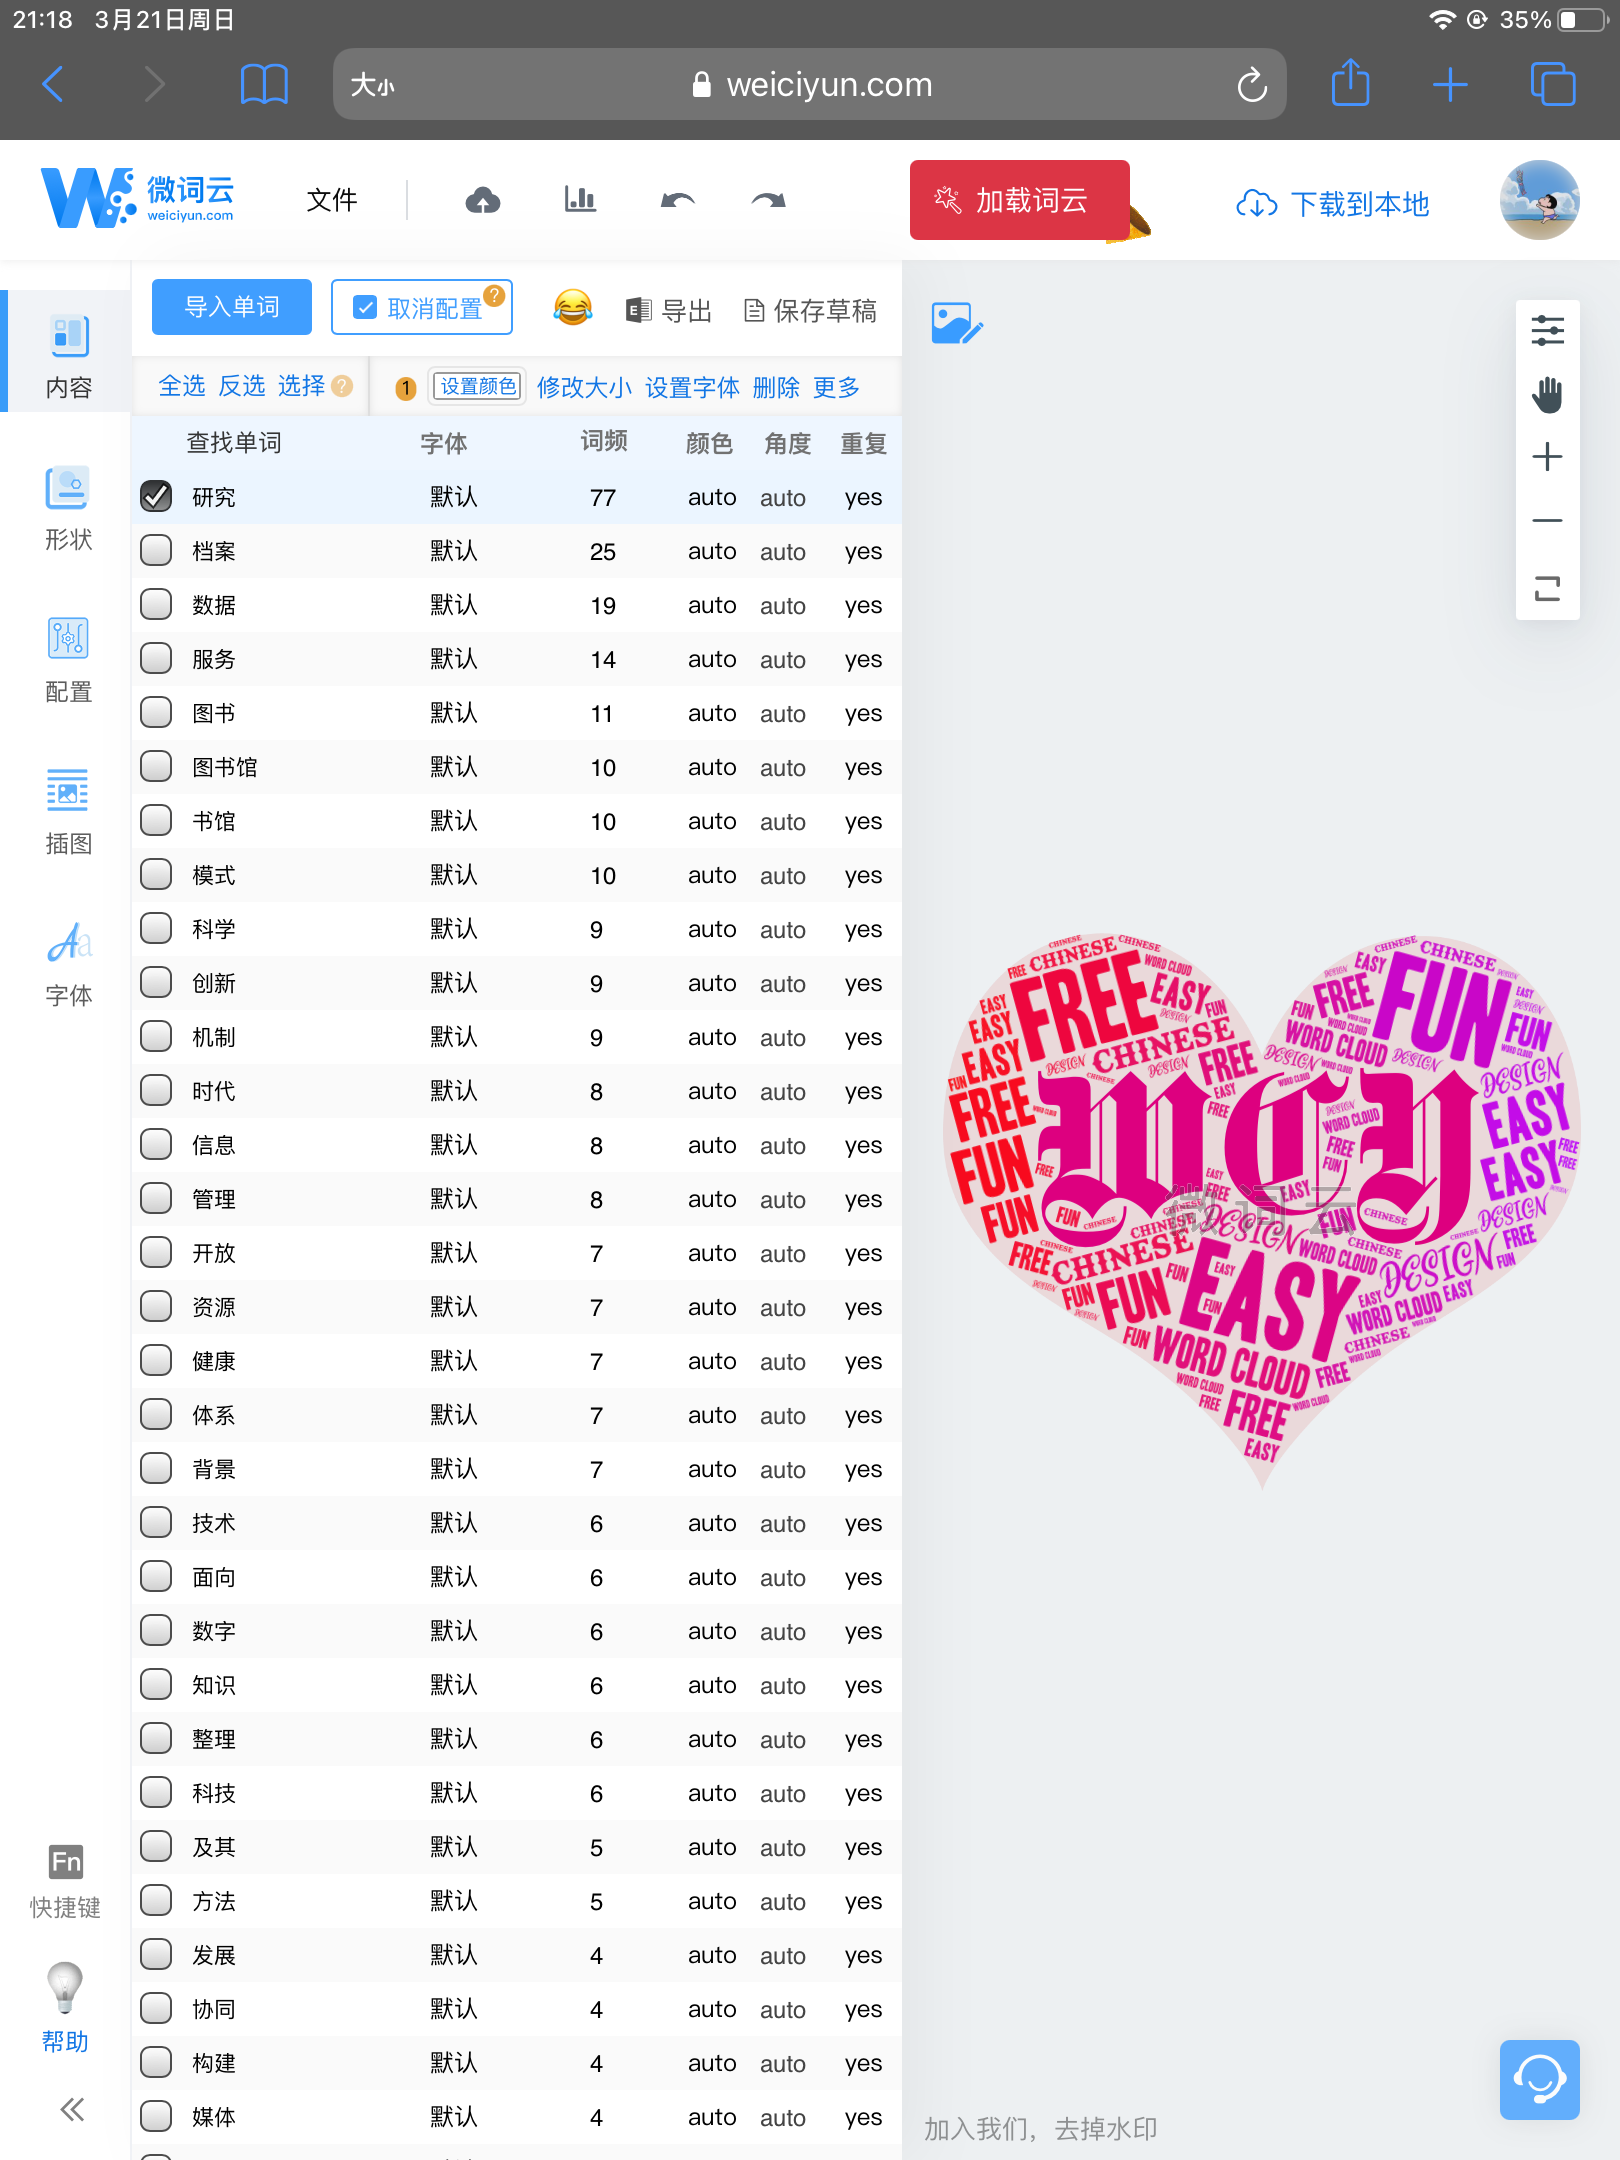 21:18 3月21日周日
35%
大小 weiciyun.com
微词云 weiciyun.com
文件
加载词云
下载到本地
导入单词 取消配置 ? 导出 保存草稿
全选 反选 选择 ? 1 设置颜色 修改大小 设置字体 删除 更多
查找单词 字体 词频 颜色 角度 重复
研究 默认 77 auto auto yes
档案 默认 25 auto auto yes
数据 默认 19 auto auto yes
服务 默认 14 auto auto yes
图书 默认 11 auto auto yes
图书馆 默认 10 auto auto yes
书馆 默认 10 auto auto yes
模式 默认 10 auto auto yes
科学 默认 9 auto auto yes
创新 默认 9 auto auto yes
机制 默认 9 auto auto yes
时代 默认 8 auto auto yes
信息 默认 8 auto auto yes
管理 默认 8 auto auto yes
开放 默认 7 auto auto yes
资源 默认 7 auto auto yes
健康 默认 7 auto auto yes
体系 默认 7 auto auto yes
背景 默认 7 auto auto yes
技术 默认 6 auto auto yes
面向 默认 6 auto auto yes
数字 默认 6 auto auto yes
知识 默认 6 auto auto yes
整理 默认 6 auto auto yes
科技 默认 6 auto auto yes
及其 默认 5 auto auto yes
方法 默认 5 auto auto yes
发展 默认 4 auto auto yes
协同 默认 4 auto auto yes
构建 默认 4 auto auto yes
媒体 默认 4 auto auto yes
内容
形状
配置
插图
字体
Fn
快捷键
帮助
CHINESE
FREE
EASY
FUN
WORD CLOUD
DESIGN
WCY
微词云
加入我们，去掉水印